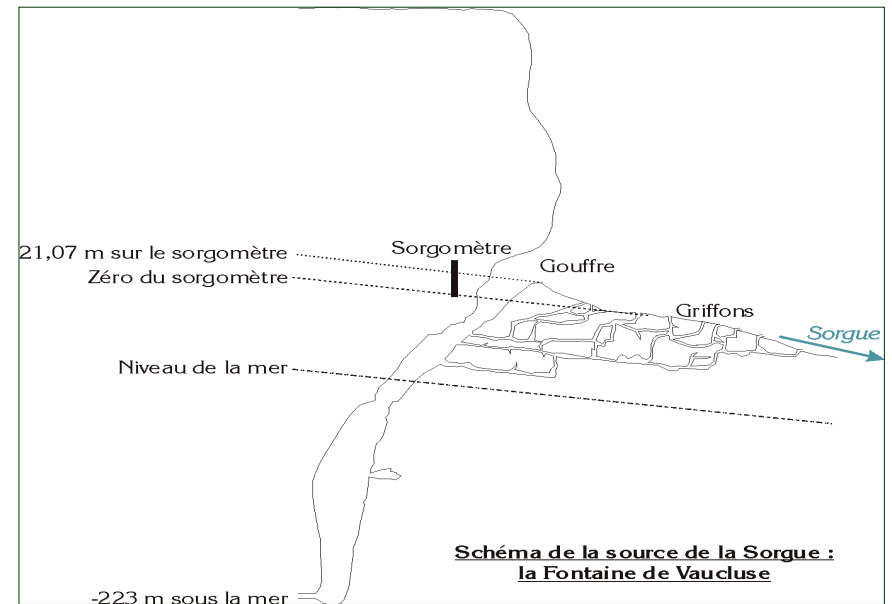 21,07 m sur le sorgomètre
Sorgomètre
Gouffre
Zéro du sorgomètre
Griffons
Sorgue
Niveau de la mer
Schéma de la source de la Sorgue :
la Fontaine de Vaucluse
-223 m sous la mer